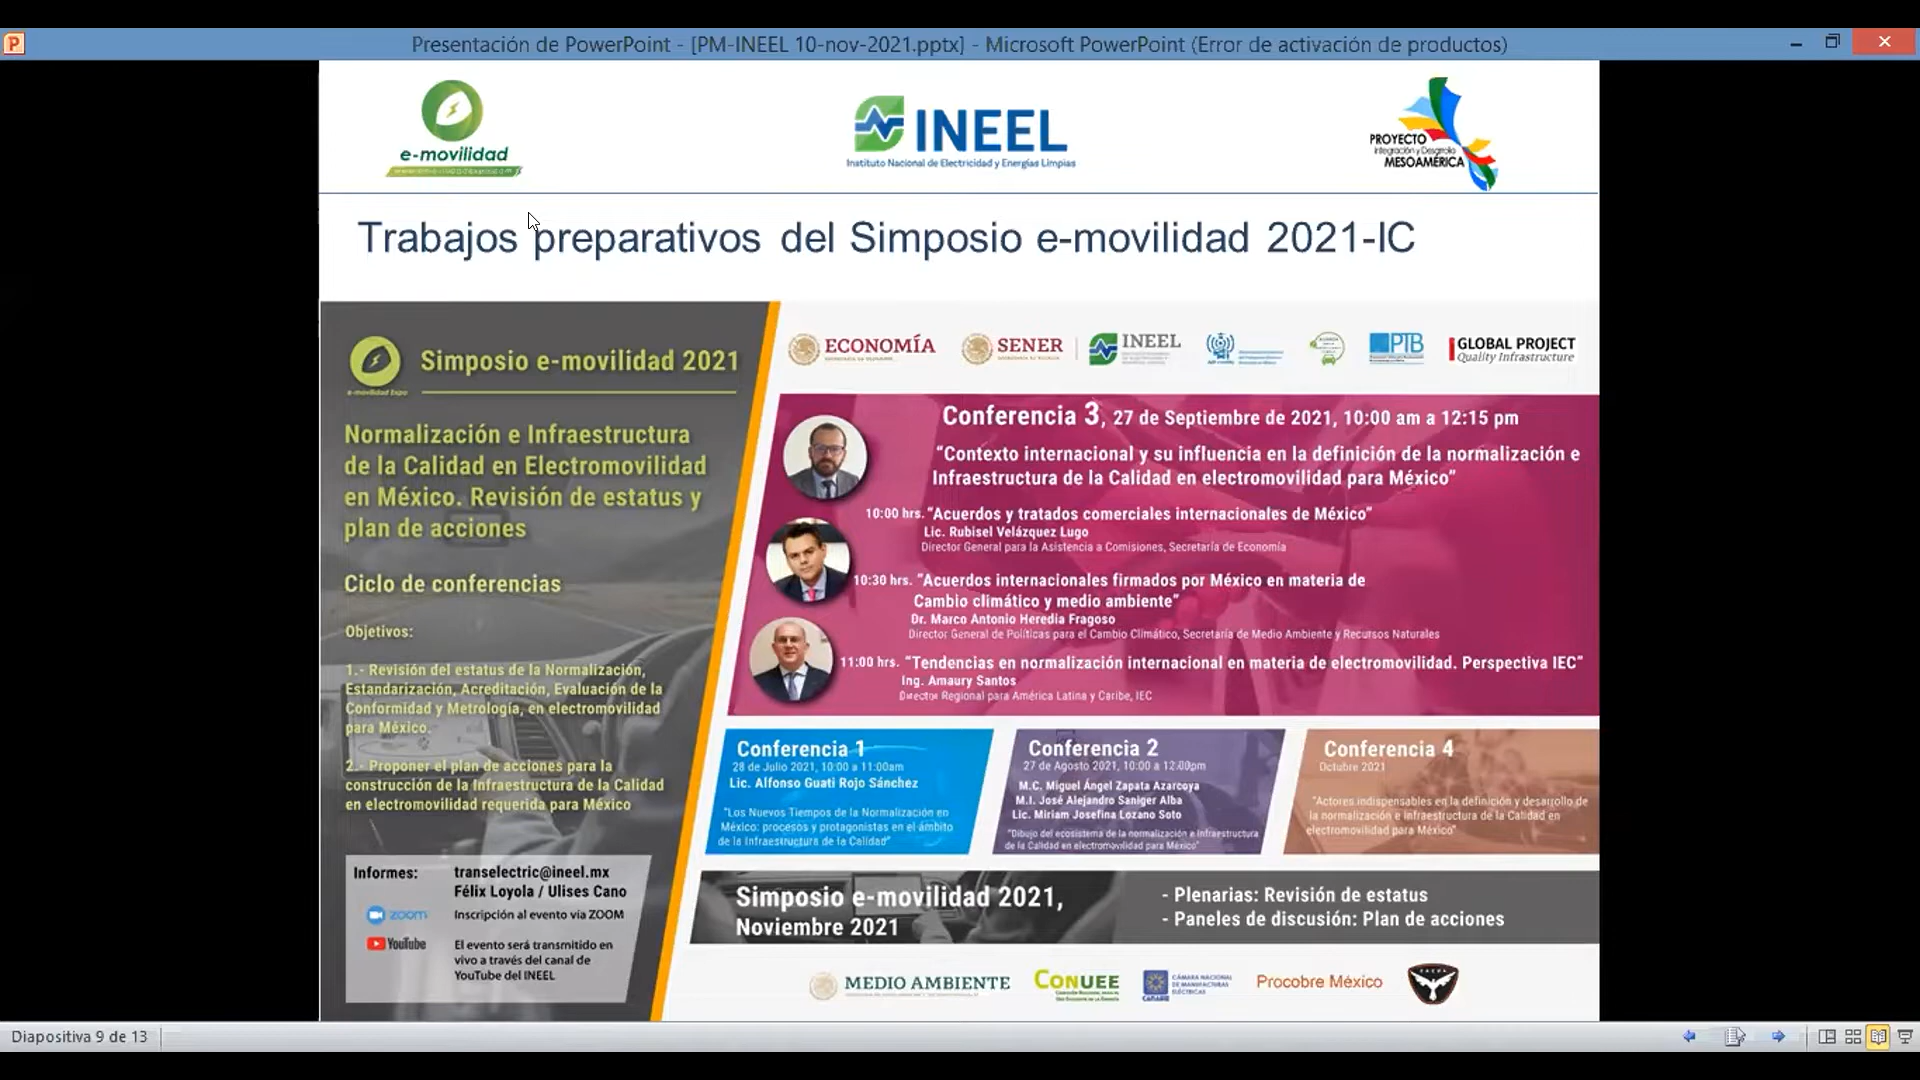 Presentación de PowerPoint - [PM-INEEL 10-nov-2021.pptx] - Microsoft PowerPoint (Error de activación de productos)
e-movilidad
INEEL
Instituto Nacional de Electricidad y Energías Limpias
PROYECTO
Integración y Desarrollo
MESOAMÉRICA
Trabajos preparativos del Simposio e-movilidad 2021-IC
e-movilidad Expo
Simposio e-movilidad 2021
Normalización e Infraestructura
de la Calidad en Electromovilidad
en México. Revisión de estatus y
plan de acciones
Ciclo de conferencias
Objetivos:
1.- Revisión del estatus de la Normalización,
Estandarización, Acreditación, Evaluación de la
Conformidad y Metrología, en electromovilidad
para México.
2.- Proponer el plan de acciones para la
construcción de la Infraestructura de la Calidad
en electromovilidad requerida para México
Informes:
transelectric@ineel.mx
Félix Loyola / Ulises Cano
zoom
Inscripción al evento via ZOOM
YouTube
El evento será transmitido en
vivo a través del canal de
YouTube del INEEL
ECONOMÍA
SENER
INEEL
PTB
GLOBAL PROJECT
Quality Infrastructure
Conferencia 3, 27 de Septiembre de 2021, 10:00 am a 12:15 pm
“Contexto internacional y su influencia en la definición de la normalización e
Infraestructura de la Calidad en electromovilidad para México”
10:00 hrs. “Acuerdos y tratados comerciales internacionales de México”
Lic. Rubisel Velázquez Lugo
Director General para la Asistencia a Comisiones, Secretaría de Economía
10:30 hrs. “Acuerdos internacionales firmados por México en materia de
Cambio climático y medio ambiente”
Dr. Marco Antonio Heredia Fragoso
Director General de Políticas para el Cambio Climático, Secretaría de Medio Ambiente y Recursos Naturales
11:00 hrs. “Tendencias en normalización internacional en materia de electromovilidad. Perspectiva IEC”
Ing. Amaury Santos
Director Regional para América Latina y Caribe, IEC
Conferencia 1
28 de Julio 2021, 10:00 a 11:00am
Lic. Alfonso Guati Rojo Sánchez
“Los Nuevos Tiempos de la Normalización en
México: procesos y protagonistas en el ámbito
de la Infraestructura de la Calidad”
Conferencia 2
27 de Agosto 2021, 10:00 a 12:00pm
M.C. Miguel Ángel Zapata Azarcoya
M.I. José Alejandro Saniger Alba
Lic. Miriam Josefina Lozano Soto
“Dibujo del ecosistema de la normalización e Infraestructura
de la Calidad en electromovilidad para México”
Conferencia 4
Octubre 2021
“Actores indispensables en la definición y desarrollo de
la normalización e Infraestructura de la Calidad en
electromovilidad para México”
Simposio e-movilidad 2021,
Noviembre 2021
- Plenarias: Revisión de estatus
- Paneles de discusión: Plan de acciones
MEDIO AMBIENTE
CONUEE
CANAME
CÁMARA NACIONAL
DE MANUFACTURAS
ELÉCTRICAS
Procobre México
Diapositiva 9 de 13